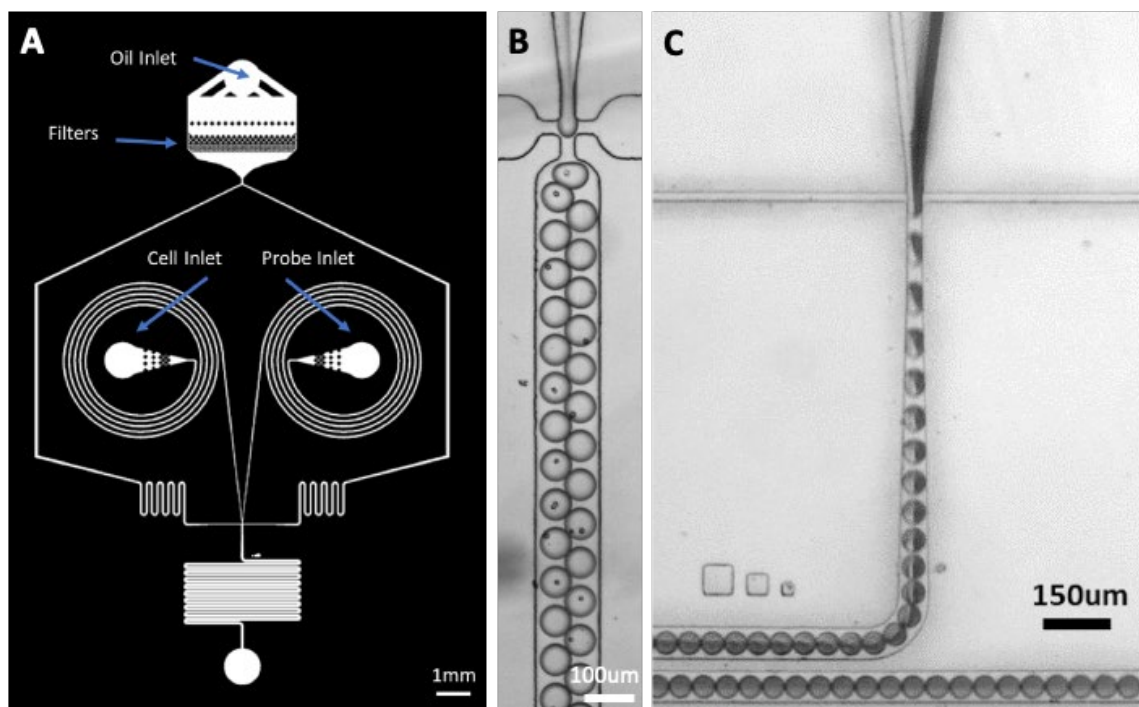 A
Oil Inlet
Filters
Cell Inlet
Probe Inlet
1mm
B
100um
C
150um